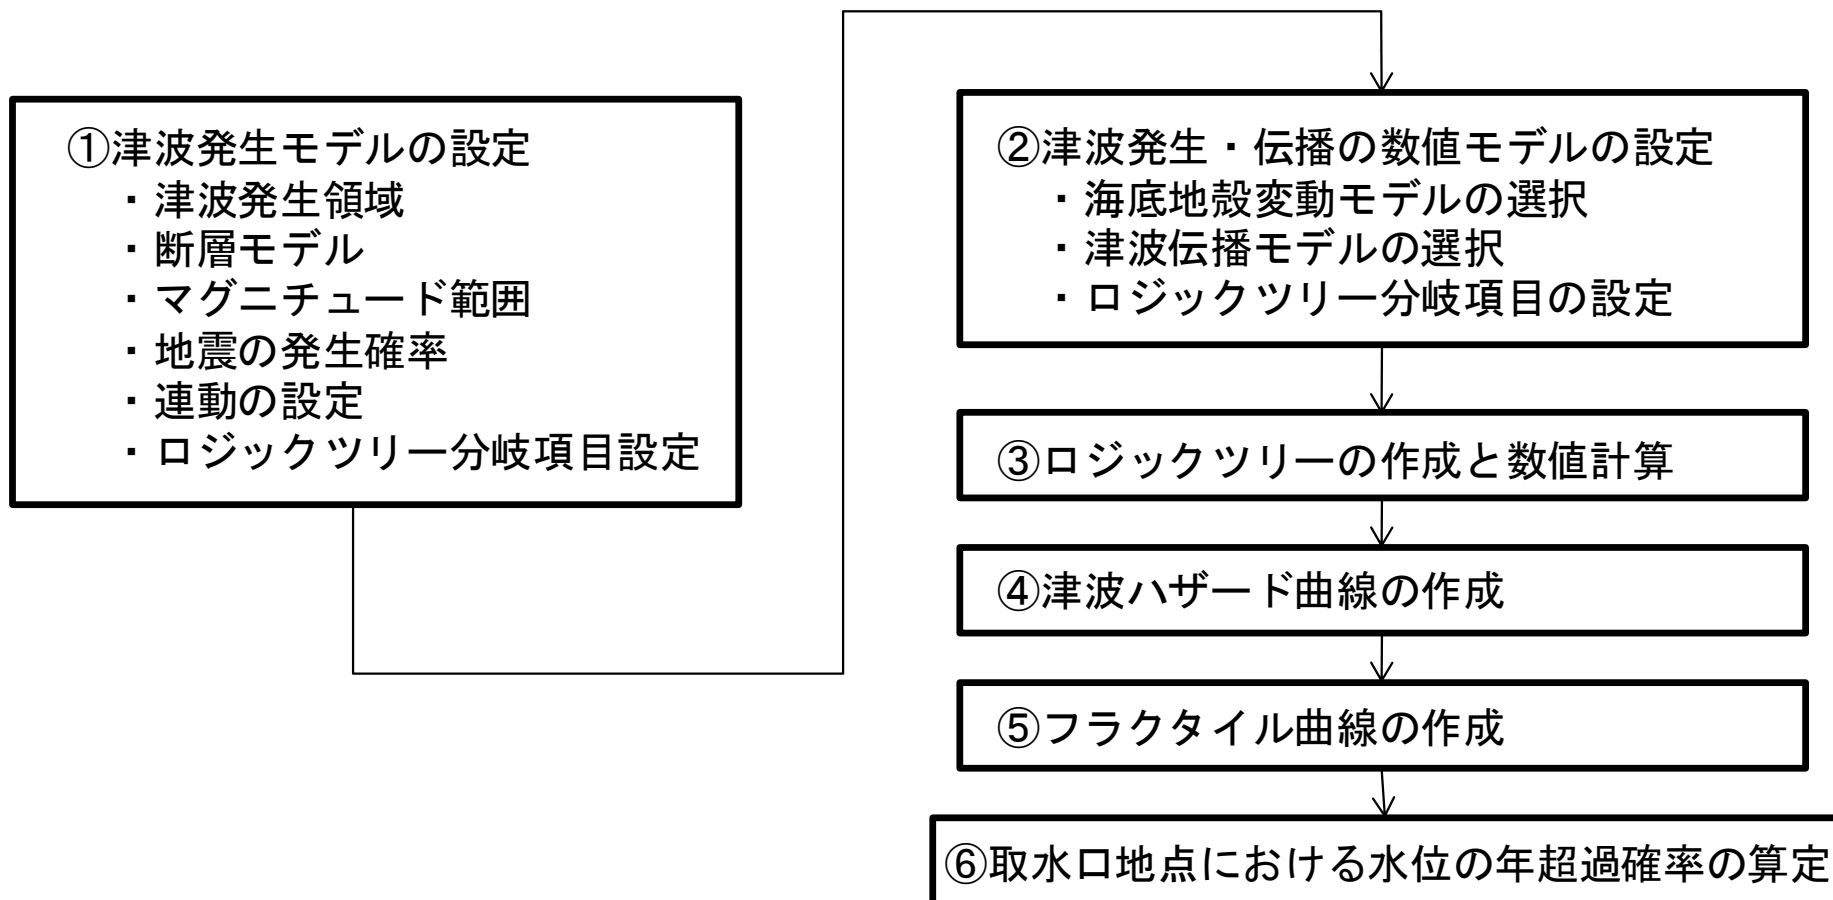 ①津波発生モデルの設定
・津波発生領域
・断層モデル
・マグニチュード範囲
・地震の発生確率
・連動の設定
・ロジックツリー分岐項目設定
②津波発生・伝播の数値モデルの設定
・海底地殻変動モデルの選択
・津波伝播モデルの選択
・ロジックツリー分岐項目の設定
③ロジックツリーの作成と数値計算
④津波ハザード曲線の作成
⑤フラクタイル曲線の作成
⑥取水口地点における水位の年超過確率の算定